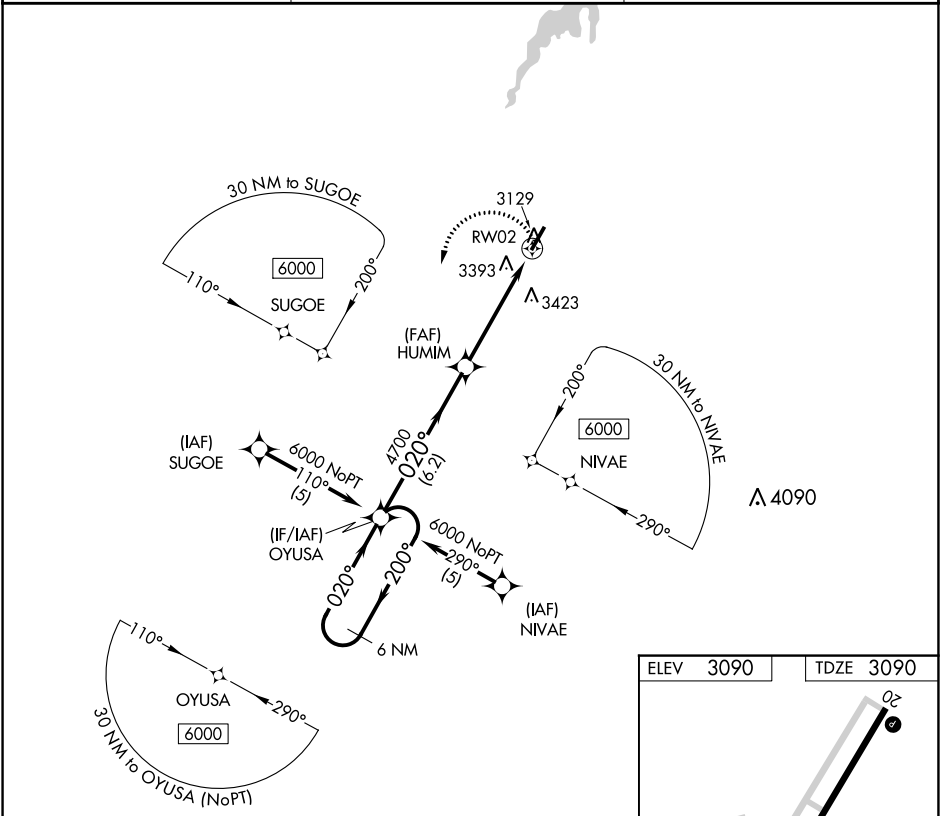 30 NM to SUGOE
6000
110°
200°
SUGOE
3129
RW02
3393
3423
(FAF)
HUMIM
30 NM to NIVAE
200°
6000
NIVAE
290°
4090
(IAF)
SUGOE
6000 NoPT
110°
(5)
4700
020°
(6.2)
(IF/IAF)
OYUSA
6000 NoPT
290°
(5)
(IAF)
NIVAE
020°
200°
6 NM
110°
OYUSA
290°
6000
30 NM to OYUSA (NoPT)
ELEV 3090
TDZE 3090
20
P